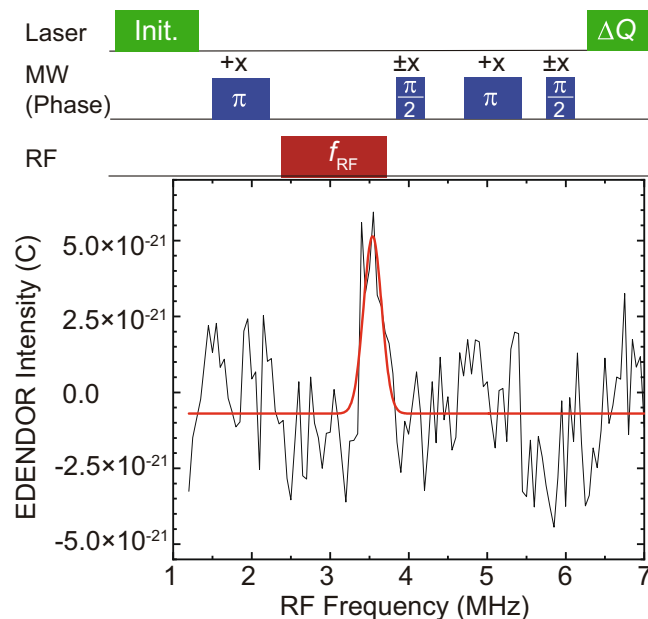 Laser Init. ΔQ
+x ±x +x ±x
MW
(Phase) π π/2 π π/2
RF f_RF
5.0×10⁻²¹
2.5×10⁻²¹
0.0
-2.5×10⁻²¹
-5.0×10⁻²¹
EDENDOR Intensity (C)
1 2 3 4 5 6 7
RF Frequency (MHz)